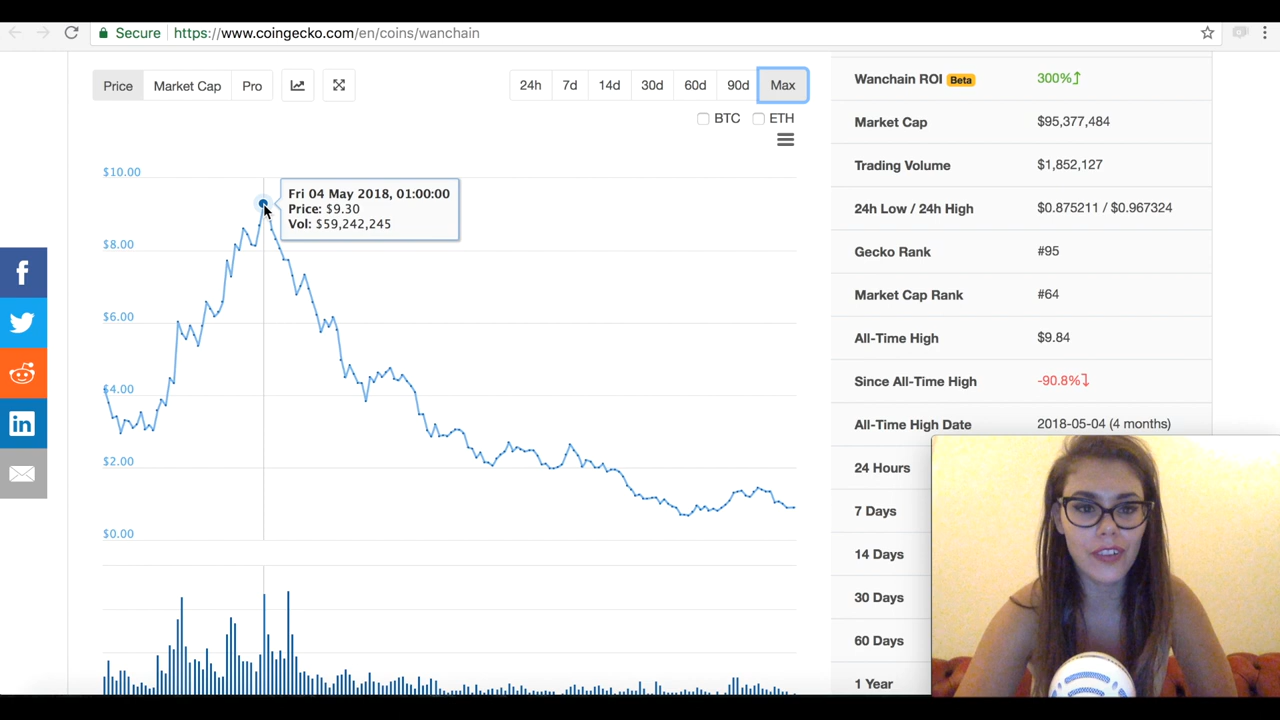 Secure https://www.coingecko.com/en/coins/wanchain
Price Market Cap Pro 24h 7d 14d 30d 60d 90d Max
BTC ETH
$10.00
$8.00
$6.00
$4.00
$2.00
$0.00
Fri 04 May 2018, 01:00:00
Price: $9.30
Vol: $59,242,245
Wanchain ROI Beta 300%
Market Cap $95,377,484
Trading Volume $1,852,127
24h Low / 24h High $0.875211 / $0.967324
Gecko Rank #95
Market Cap Rank #64
All-Time High $9.84
Since All-Time High -90.8%
All-Time High Date 2018-05-04 (4 months)
24 Hours
7 Days
14 Days
30 Days
60 Days
1 Year